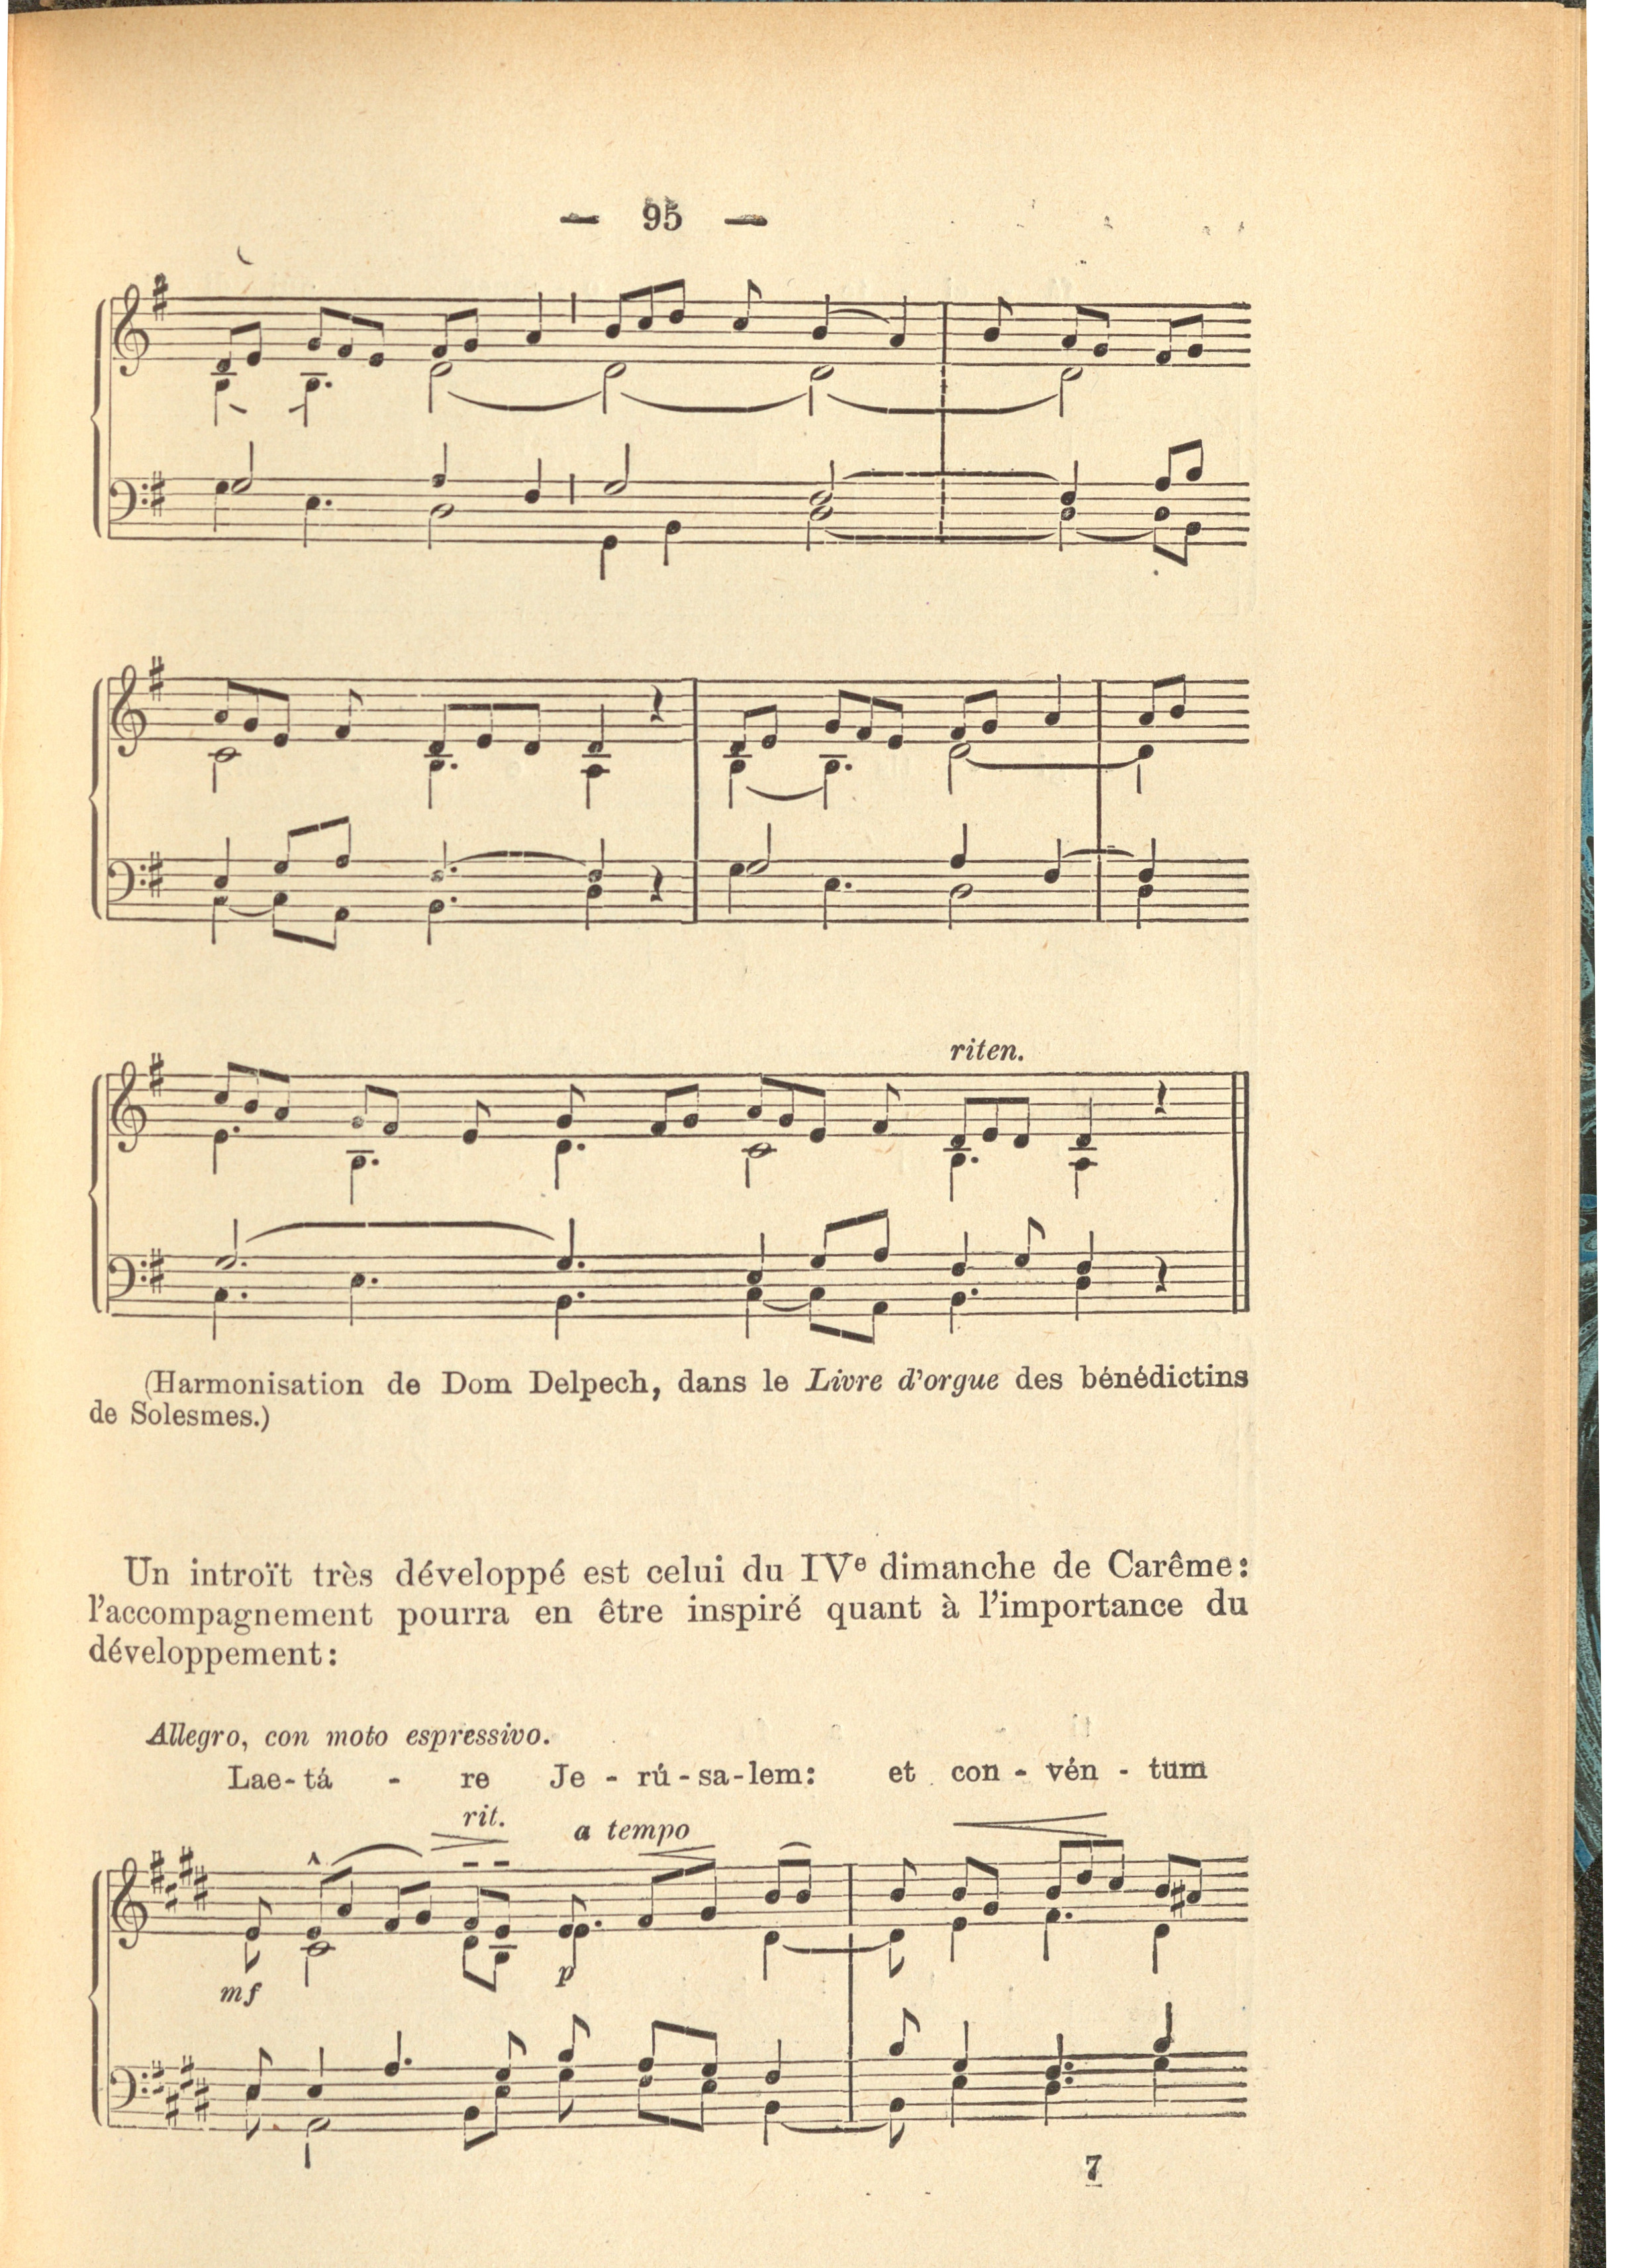 — 95 —
riten.
(Harmonisation de Dom Delpech, dans le Livre d'orgue des bénédictins
de Solesmes.)
Un introït très développé est celui du IVe dimanche de Carême:
l'accompagnement pourra en être inspiré quant à l'importance du
développement:
Allegro, con moto espressivo.
Lae-tá - re Je - rú-sa-lem: et con - vén - tum
rit.
a tempo
mf p
7